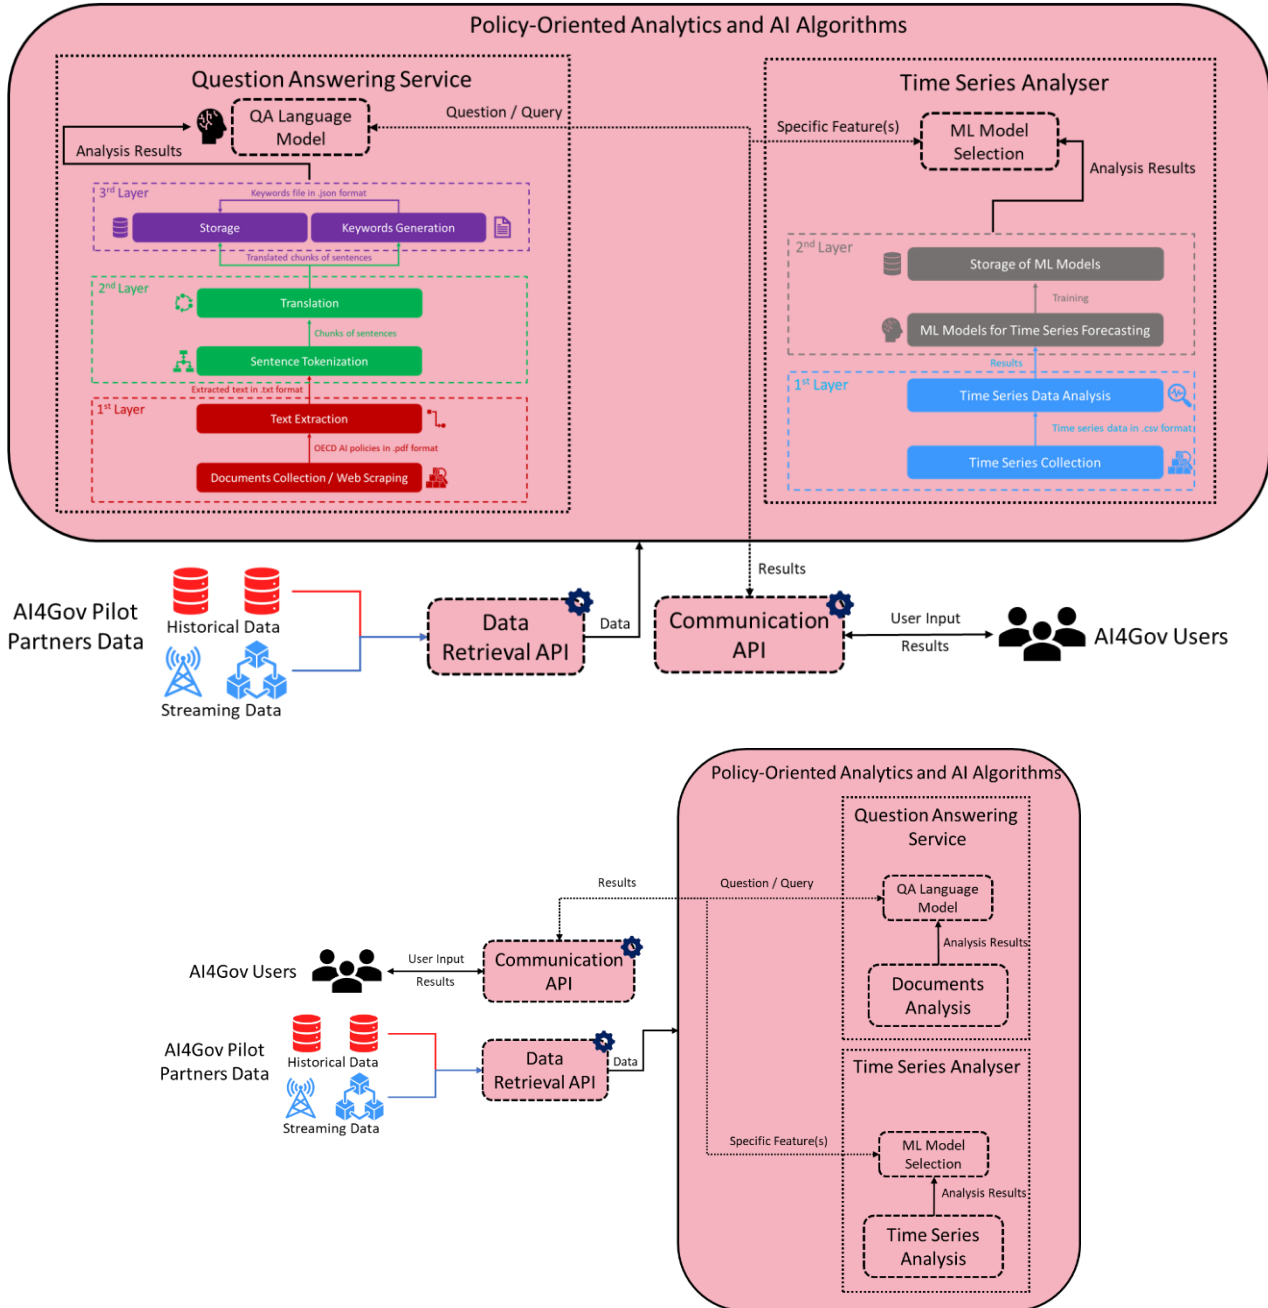 Policy-Oriented Analytics and AI Algorithms
Question Answering Service
QA Language
Model
Question / Query
Analysis Results
3rd Layer
Keywords file in .json format
Storage
Keywords Generation
Translated chunks of sentences
2nd Layer
Translation
Chunks of sentences
Sentence Tokenization
Extracted text in .txt format
1st Layer
Text Extraction
OECD AI policies in .pdf format
Documents Collection / Web Scraping
Time Series Analyser
Specific Feature(s)
ML Model
Selection
Analysis Results
2nd Layer
Storage of ML Models
Training
ML Models for Time Series Forecasting
Results
1st Layer
Time Series Data Analysis
Time series data in .csv format
Time Series Collection
AI4Gov Pilot
Partners Data
Historical Data
Streaming Data
Data
Retrieval API
Data
Results
Communication
API
User Input
Results
AI4Gov Users
Policy-Oriented Analytics and AI Algorithms
Question Answering
Service
Results
Question / Query
QA Language
Model
Analysis Results
Documents
Analysis
AI4Gov Users
User Input
Results
Communication
API
AI4Gov Pilot
Partners Data
Historical Data
Streaming Data
Data
Retrieval API
Data
Time Series Analyser
Specific Feature(s)
ML Model
Selection
Analysis Results
Time Series
Analysis